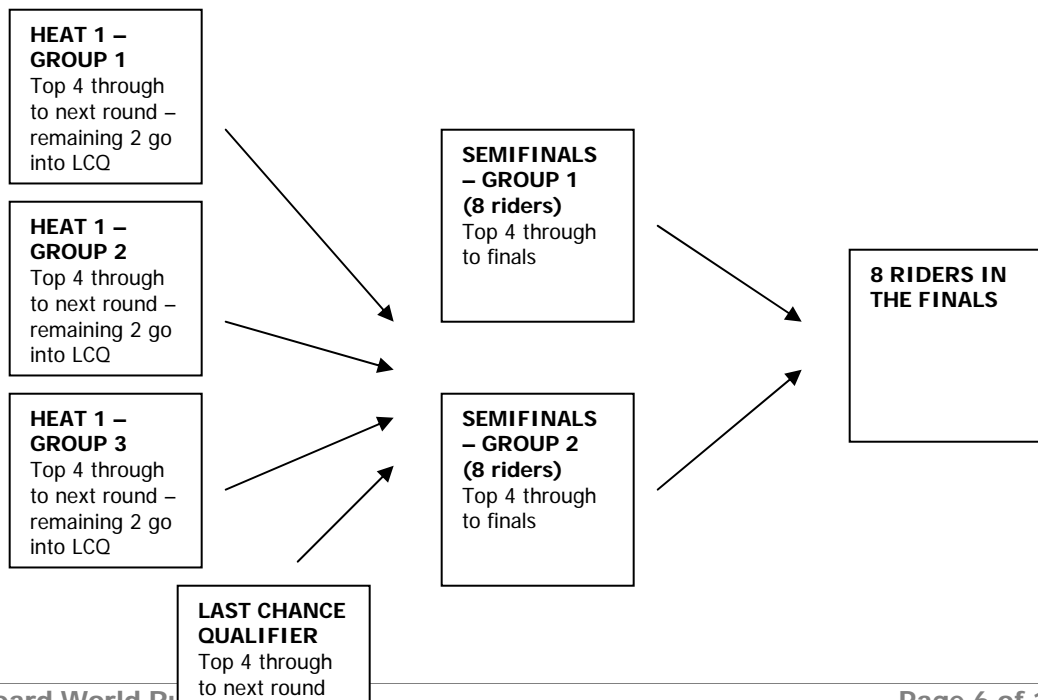 HEAT 1 –
GROUP 1
Top 4 through
to next round –
remaining 2 go
into LCQ
HEAT 1 –
GROUP 2
Top 4 through
to next round –
remaining 2 go
into LCQ
HEAT 1 –
GROUP 3
Top 4 through
to next round –
remaining 2 go
into LCQ
LAST CHANCE
QUALIFIER
Top 4 through
to next round
SEMIFINALS
– GROUP 1
(8 riders)
Top 4 through
to finals
SEMIFINALS
– GROUP 2
(8 riders)
Top 4 through
to finals
8 RIDERS IN
THE FINALS
World
Page 6 of